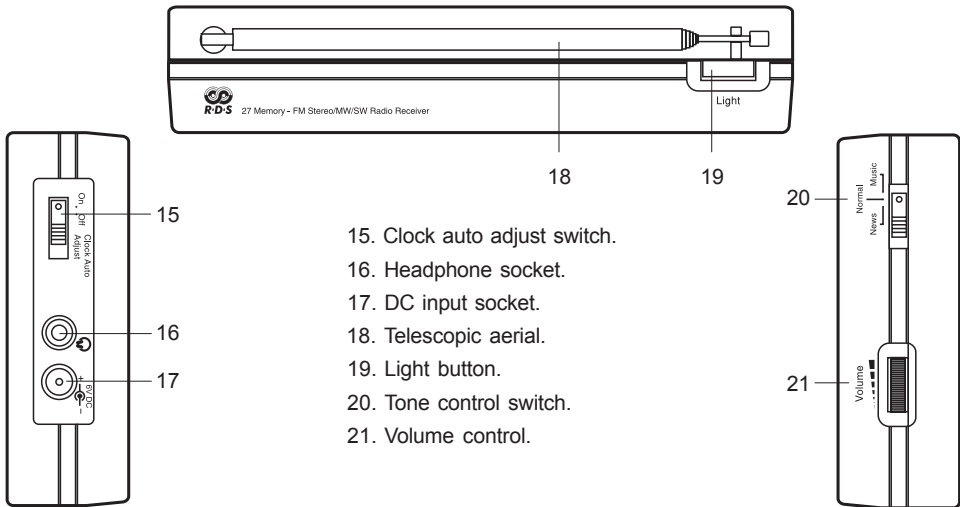 R·D·S
27 Memory - FM Stereo/MW/SW Radio Receiver
Light
18
19
On
Off
Clock Auto
Adjust
15
16
6V DC
+
–
17
15. Clock auto adjust switch.
16. Headphone socket.
17. DC input socket.
18. Telescopic aerial.
19. Light button.
20. Tone control switch.
21. Volume control.
20
Music
Normal
News
21
Volume